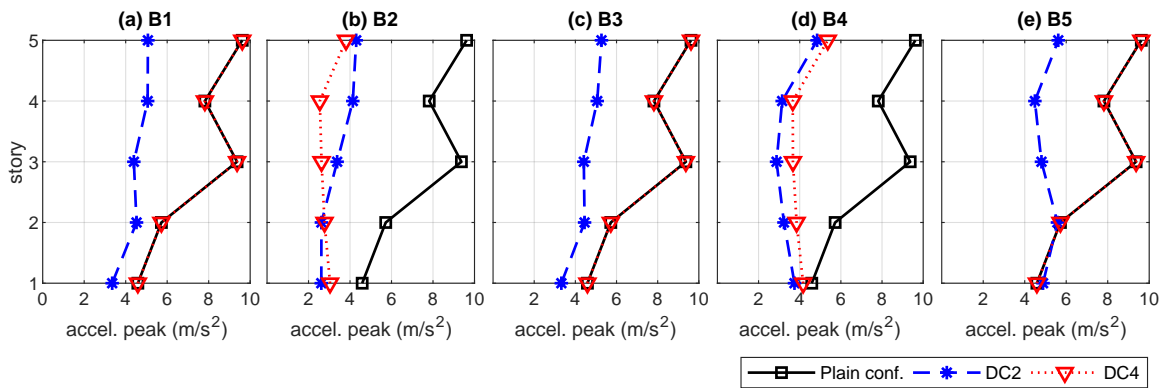 (a) B1
(b) B2
(c) B3
(d) B4
(e) B5
story
5
4
3
2
1
0 2 4 6 8 10
2 4 6 8 10
2 4 6 8 10
2 4 6 8 10
2 4 6 8 10
accel. peak (m/s²)
accel. peak (m/s²)
accel. peak (m/s²)
accel. peak (m/s²)
accel. peak (m/s²)
Plain conf. DC2 DC4